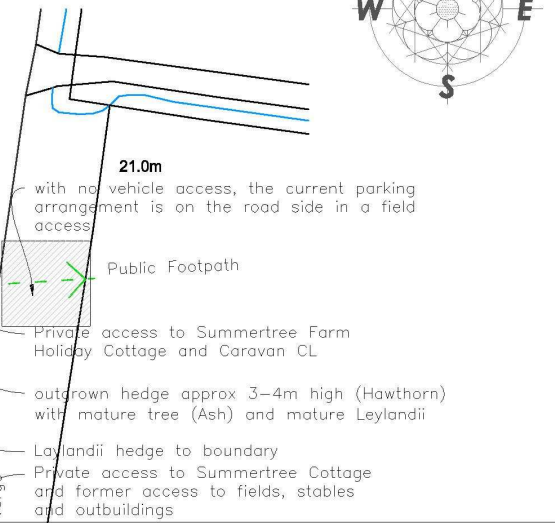 W E
S
21.0m
with no vehicle access, the current parking
arrangement is on the road side in a field
access
Public Footpath
Private access to Summertree Farm
Holiday Cottage and Caravan CL
outgrown hedge approx 3-4m high (Hawthorn)
with mature tree (Ash) and mature Leylandii
Laylandii hedge to boundary
Private access to Summertree Cottage
and former access to fields, stables
and outbuildings